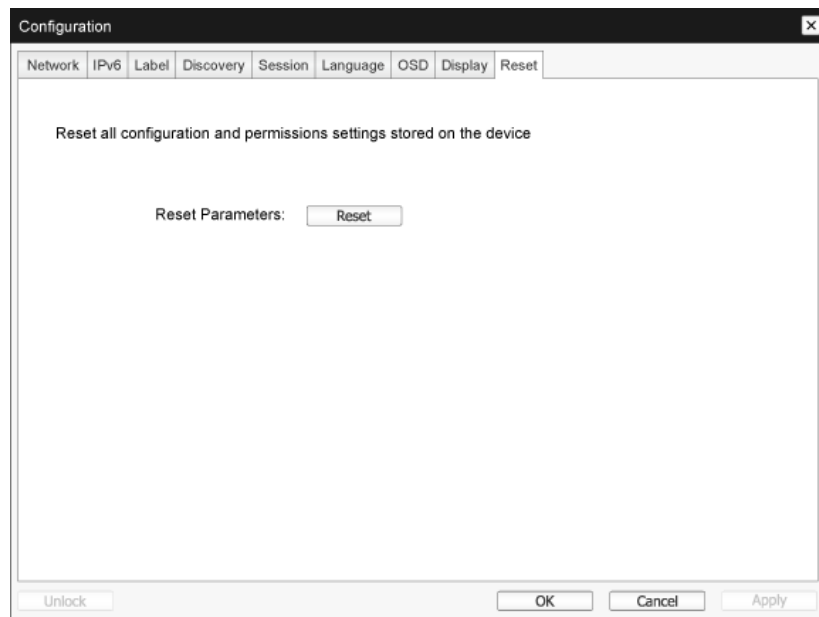 Configuration
Network IPv6 Label Discovery Session Language OSD Display Reset
Reset all configuration and permissions settings stored on the device
Reset Parameters: Reset
Unlock OK Cancel Apply